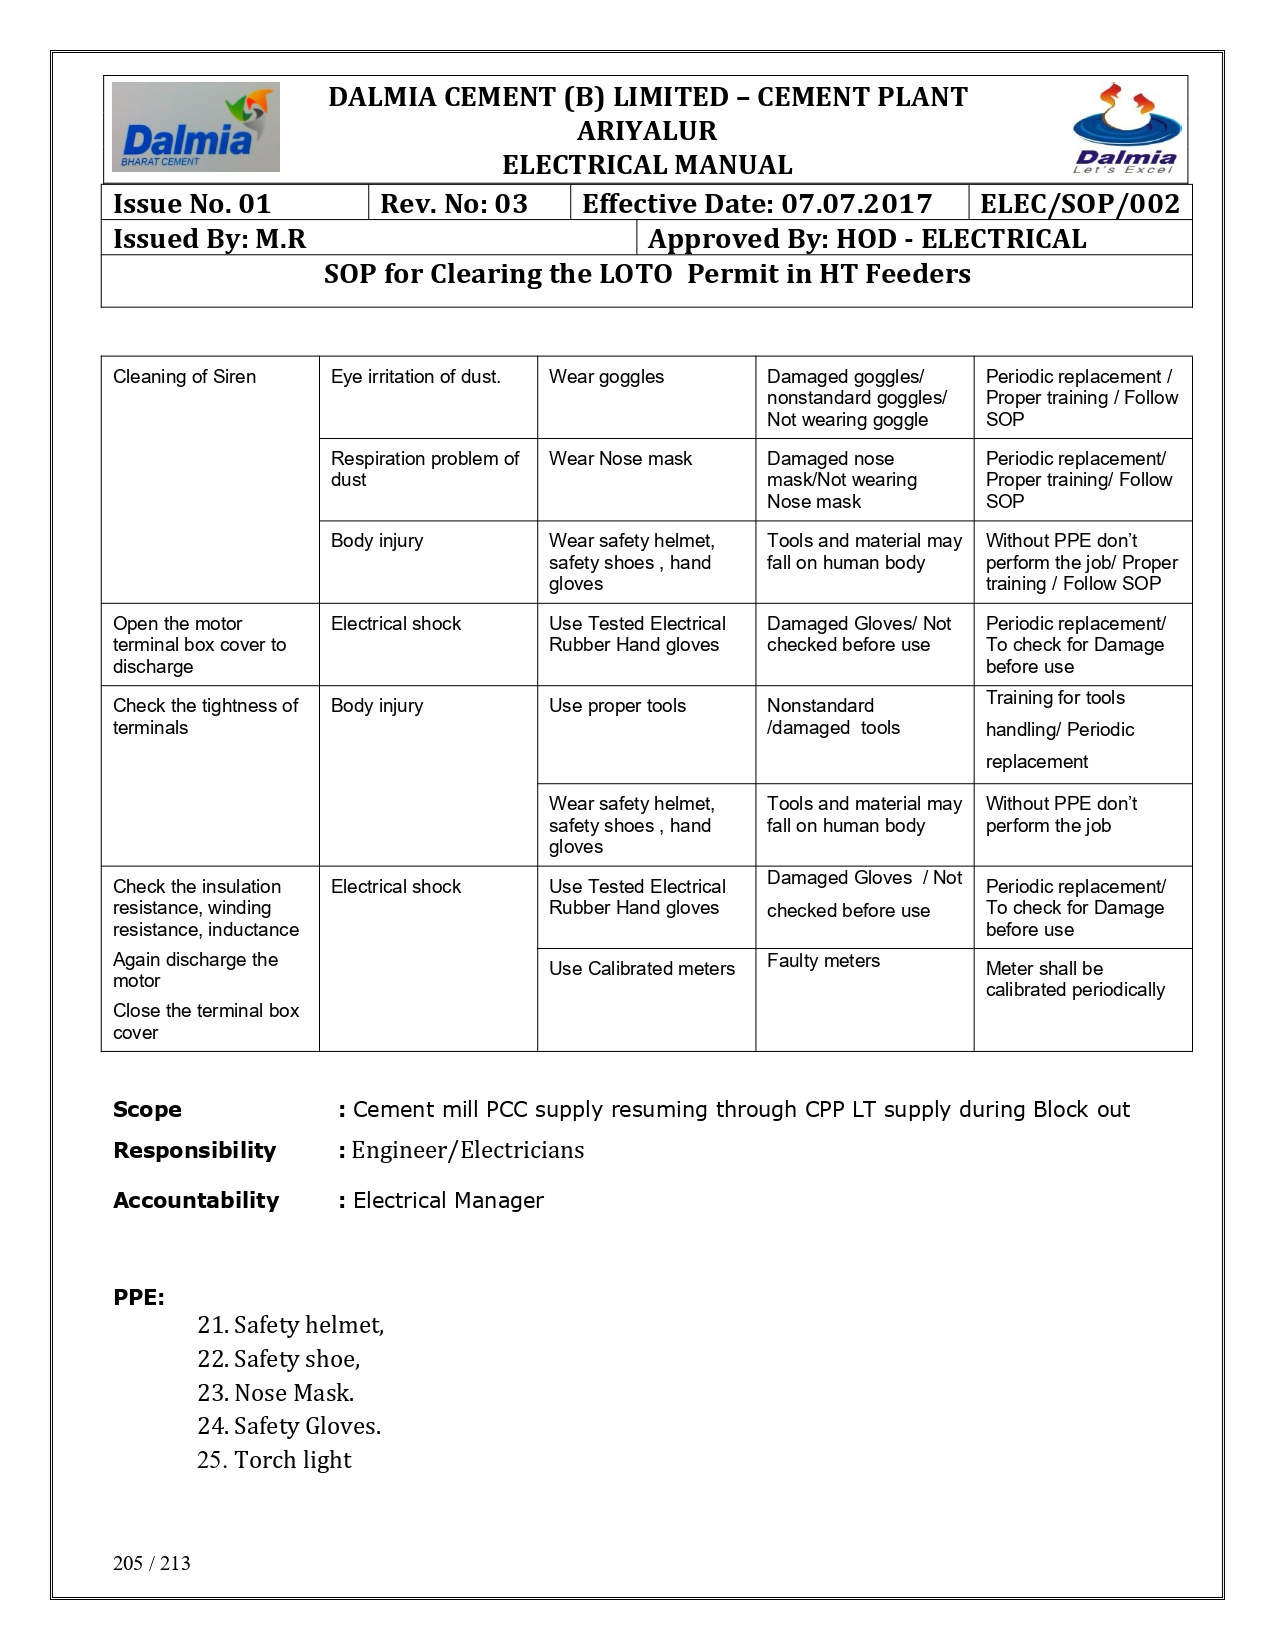 Dalmia
BHARAT CEMENT
DALMIA CEMENT (B) LIMITED – CEMENT PLANT
ARIYALUR
ELECTRICAL MANUAL
Dalmia
Let's Excel
Issue No. 01 Rev. No: 03 Effective Date: 07.07.2017 ELEC/SOP/002
Issued By: M.R Approved By: HOD - ELECTRICAL
SOP for Clearing the LOTO  Permit in HT Feeders
Cleaning of Siren
Eye irritation of dust.
Wear goggles
Damaged goggles/
nonstandard goggles/
Not wearing goggle
Periodic replacement /
Proper training / Follow
SOP
Respiration problem of
dust
Wear Nose mask
Damaged nose
mask/Not wearing
Nose mask
Periodic replacement/
Proper training/ Follow
SOP
Body injury
Wear safety helmet,
safety shoes , hand
gloves
Tools and material may
fall on human body
Without PPE don’t
perform the job/ Proper
training / Follow SOP
Open the motor
terminal box cover to
discharge
Electrical shock
Use Tested Electrical
Rubber Hand gloves
Damaged Gloves/ Not
checked before use
Periodic replacement/
To check for Damage
before use
Check the tightness of
terminals
Body injury
Use proper tools
Nonstandard
/damaged  tools
Training for tools
handling/ Periodic
replacement
Wear safety helmet,
safety shoes , hand
gloves
Tools and material may
fall on human body
Without PPE don’t
perform the job
Check the insulation
resistance, winding
resistance, inductance
Again discharge the
motor
Close the terminal box
cover
Electrical shock
Use Tested Electrical
Rubber Hand gloves
Damaged Gloves  / Not
checked before use
Periodic replacement/
To check for Damage
before use
Use Calibrated meters
Faulty meters
Meter shall be
calibrated periodically
Scope : Cement mill PCC supply resuming through CPP LT supply during Block out
Responsibility : Engineer/Electricians
Accountability : Electrical Manager
PPE:
21. Safety helmet,
22. Safety shoe,
23. Nose Mask.
24. Safety Gloves.
25. Torch light
205 / 213